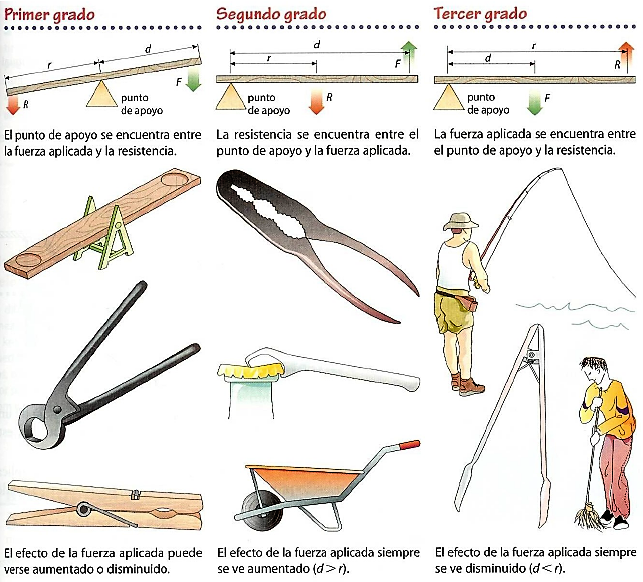 Primer grado
r
d
R
F
punto
de apoyo
El punto de apoyo se encuentra entre
la fuerza aplicada y la resistencia.
El efecto de la fuerza aplicada puede
verse aumentado o disminuido.
Segundo grado
d
r
F
punto
de apoyo
R
La resistencia se encuentra entre el
punto de apoyo y la fuerza aplicada.
El efecto de la fuerza aplicada siempre
se ve aumentado (d > r).
Tercer grado
r
d
R
punto
de apoyo
F
La fuerza aplicada se encuentra entre
el punto de apoyo y la resistencia.
El efecto de la fuerza aplicada siempre
se ve disminuido (d < r).